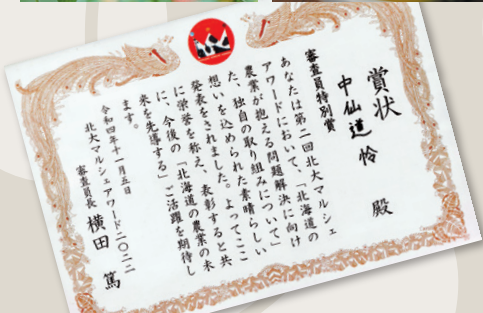 賞状
中仙道 怜 殿
審査員特別賞
あなたは第二回北大マルシェ
アワードにおいて、「北海道の
農業が抱える問題解決に向け
た、独自の取り組みについて」
想いを込められた素晴らしい
発表をされました。よってここ
に栄誉を称え、表彰すると共
に、今後の「北海道の農業の未
来を先導する」ご活躍を期待し
ます。
令和四年十一月五日
北大マルシェアワード二〇二二
審査員長 横田 篤